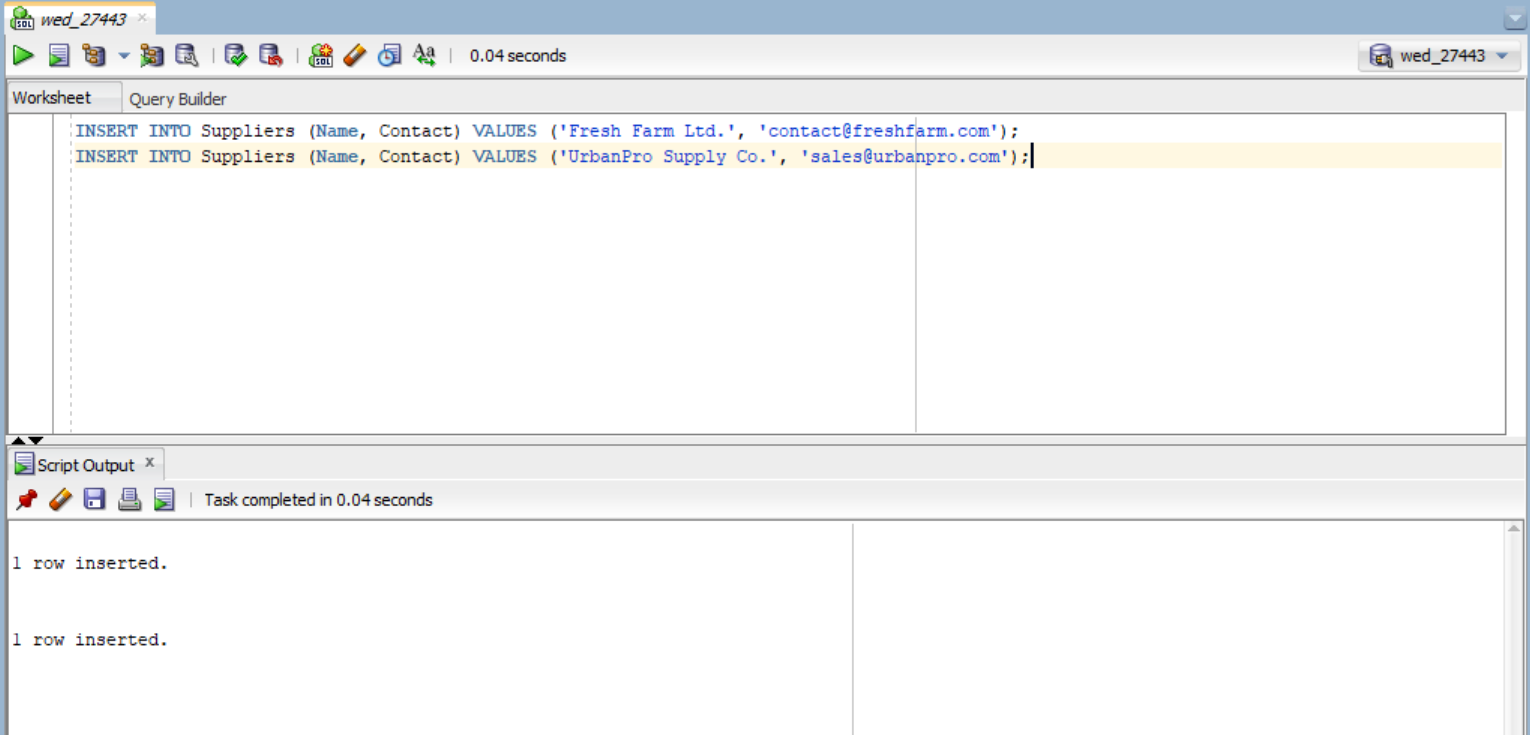 wed_27443
0.04 seconds
wed_27443
Worksheet Query Builder
INSERT INTO Suppliers (Name, Contact) VALUES ('Fresh Farm Ltd.', 'contact@freshfarm.com');
INSERT INTO Suppliers (Name, Contact) VALUES ('UrbanPro Supply Co.', 'sales@urbanpro.com');
Script Output x
Task completed in 0.04 seconds
1 row inserted.
1 row inserted.